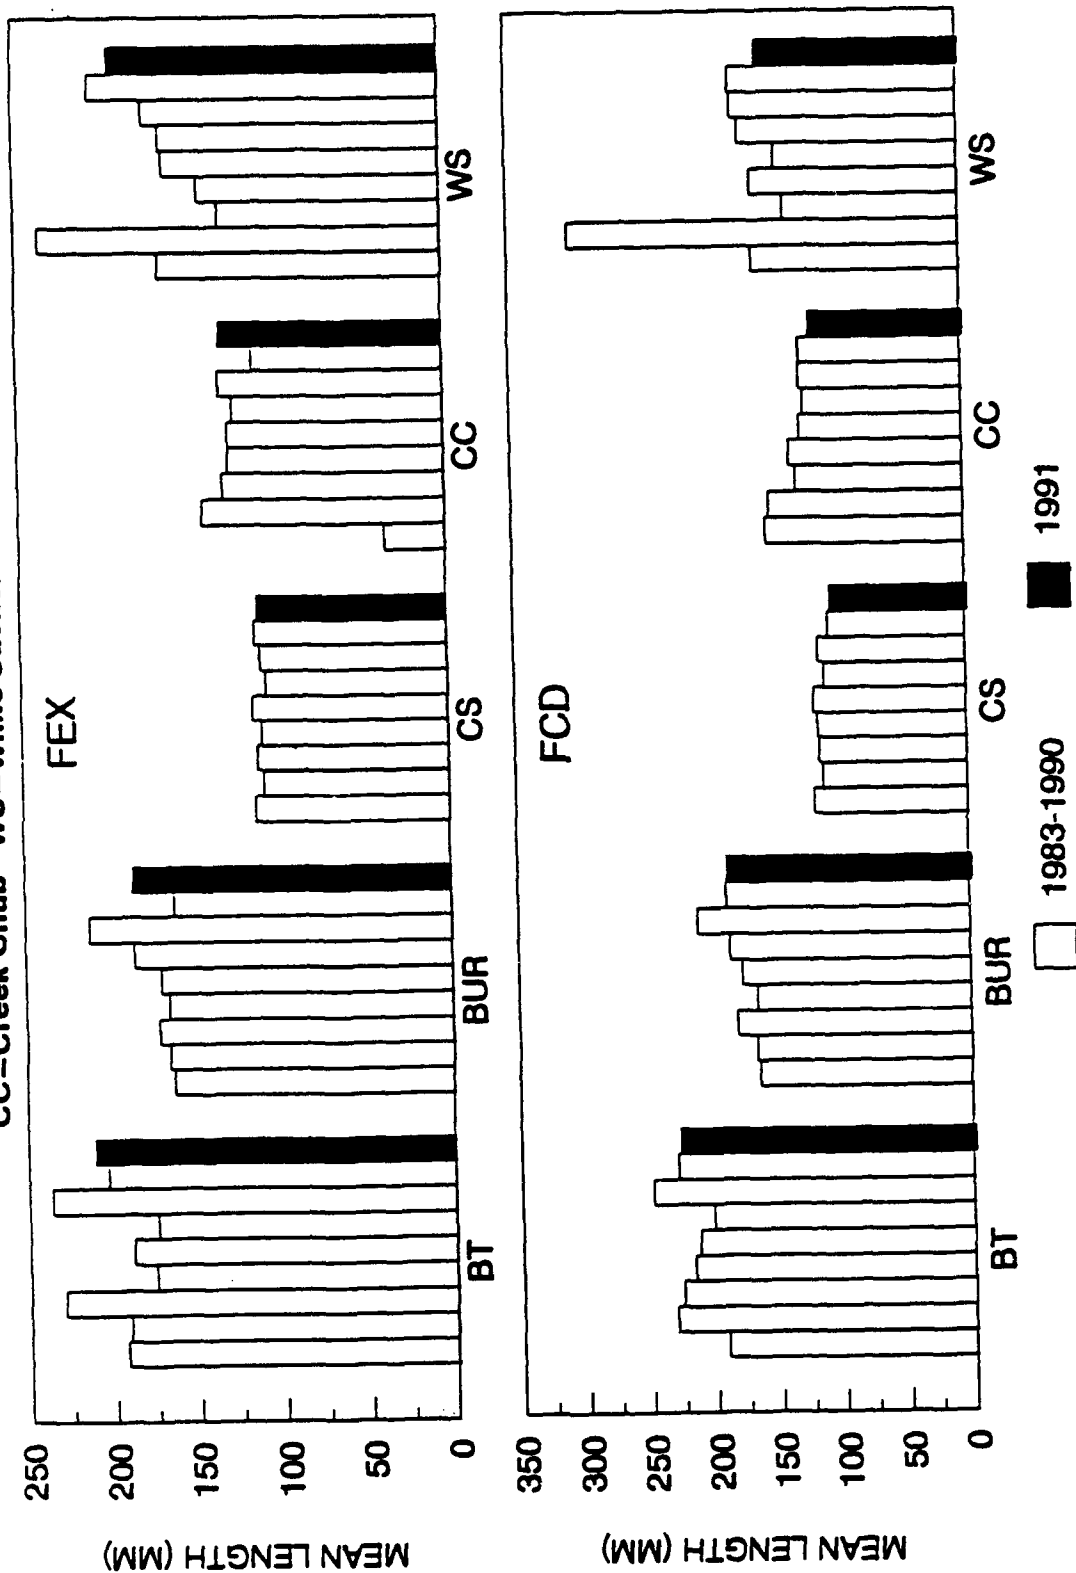 CC=Creek Chub WS=White Sucker
FEX
MEAN LENGTH (MM)
250
200
150
100
50
0
BT
BUR
CS
CC
WS
FCD
MEAN LENGTH (MM)
350
300
250
200
150
100
50
0
BT
BUR
CS
CC
WS
1983-1990
1991